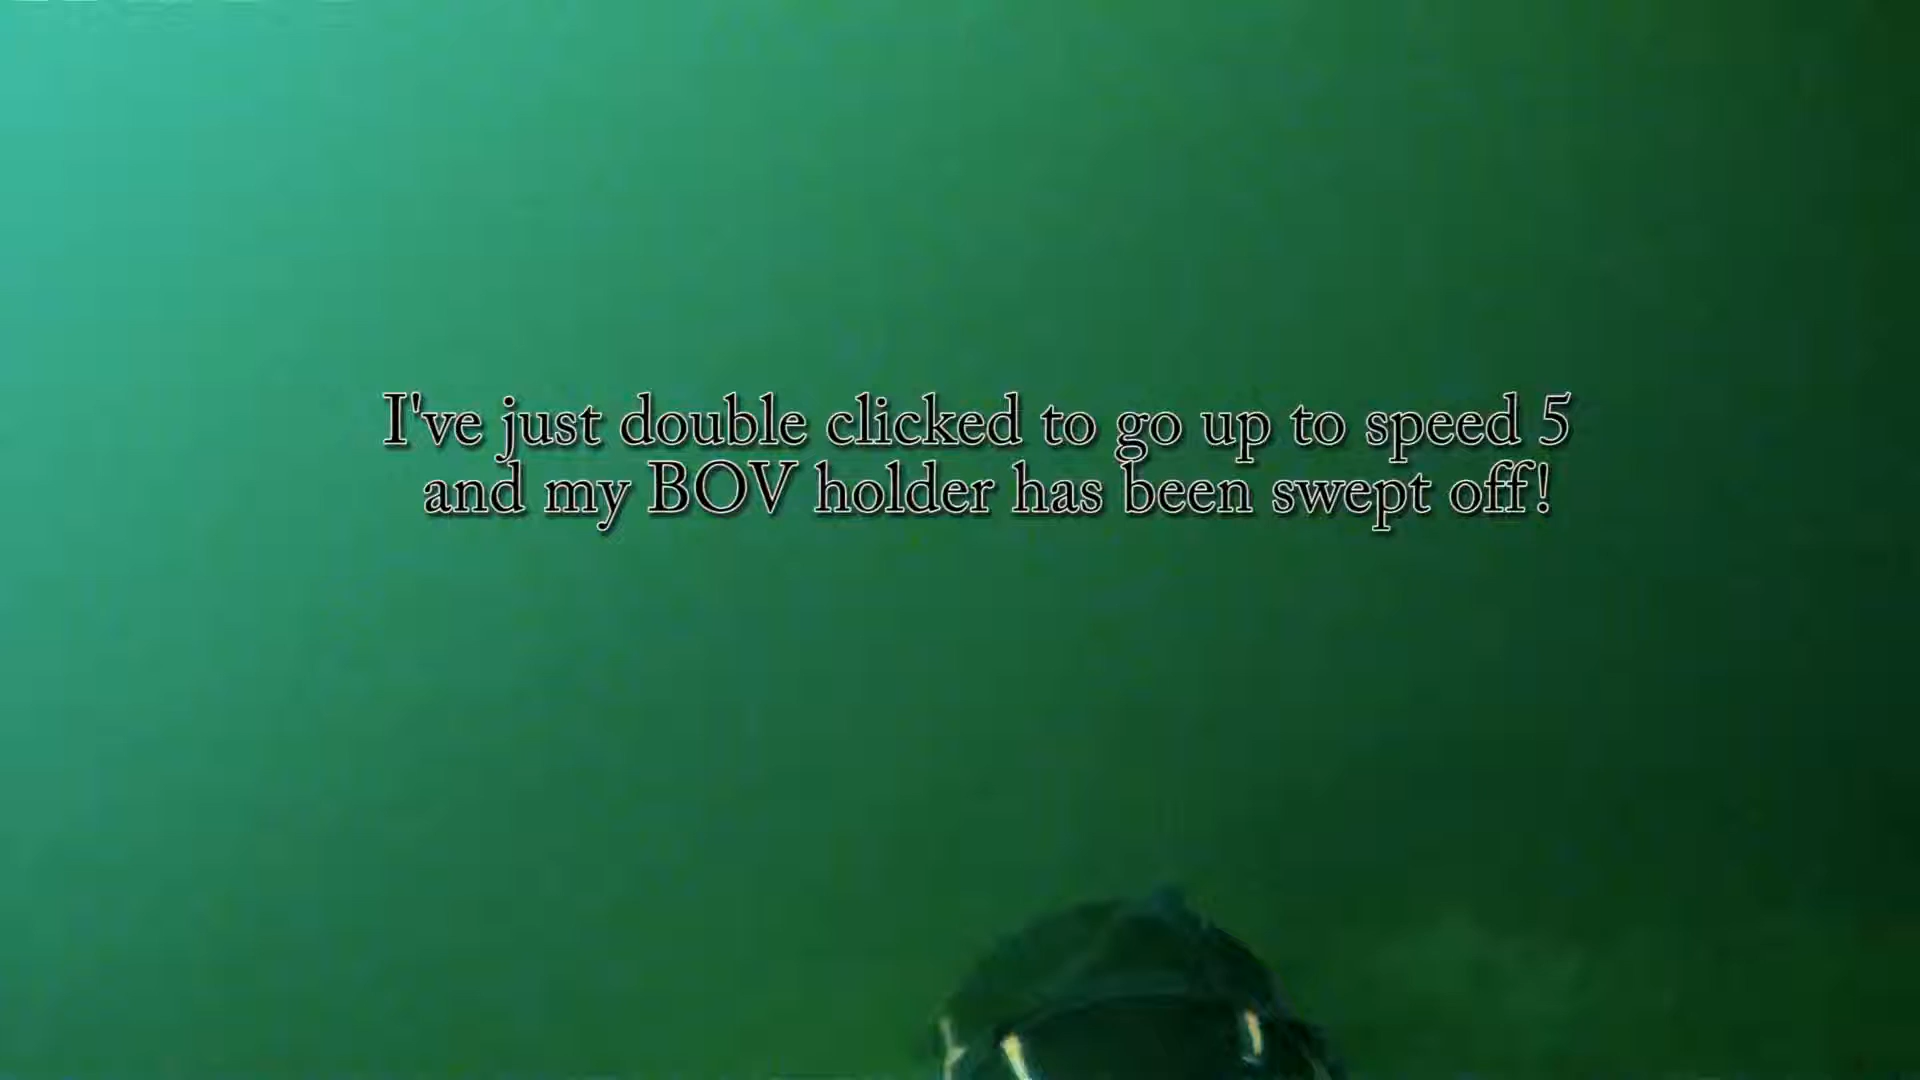 I've just double clicked to go up to speed 5
and my BOV holder has been swept off!